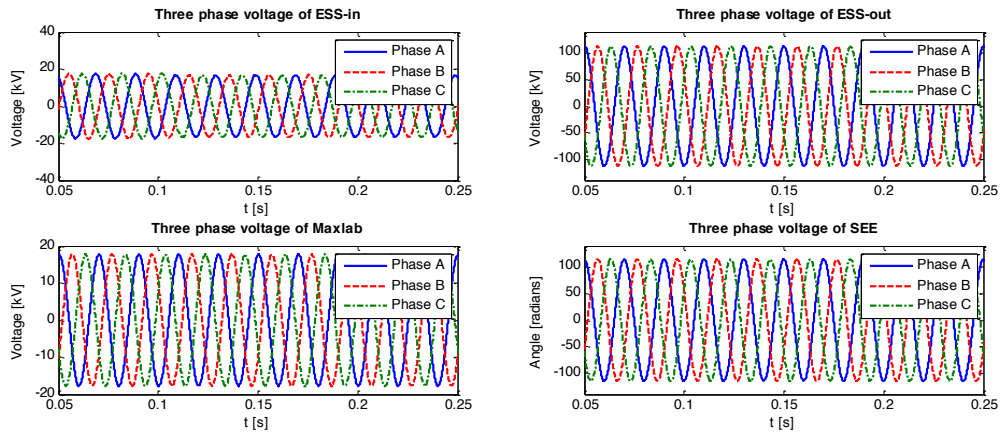 Three phase voltage of ESS-in
Voltage [kV]
40
20
0
-20
-40
0.05
0.1
0.15
0.2
0.25
t [s]
Phase A
Phase B
Phase C
Three phase voltage of ESS-out
Voltage [kV]
100
50
0
-50
-100
0.05
0.1
0.15
0.2
0.25
t [s]
Phase A
Phase B
Phase C
Three phase voltage of Maxlab
Voltage [kV]
20
10
0
-10
-20
0.05
0.1
0.15
0.2
0.25
t [s]
Phase A
Phase B
Phase C
Three phase voltage of SEE
Angle [radians]
100
50
0
-50
-100
0.05
0.1
0.15
0.2
0.25
t [s]
Phase A
Phase B
Phase C